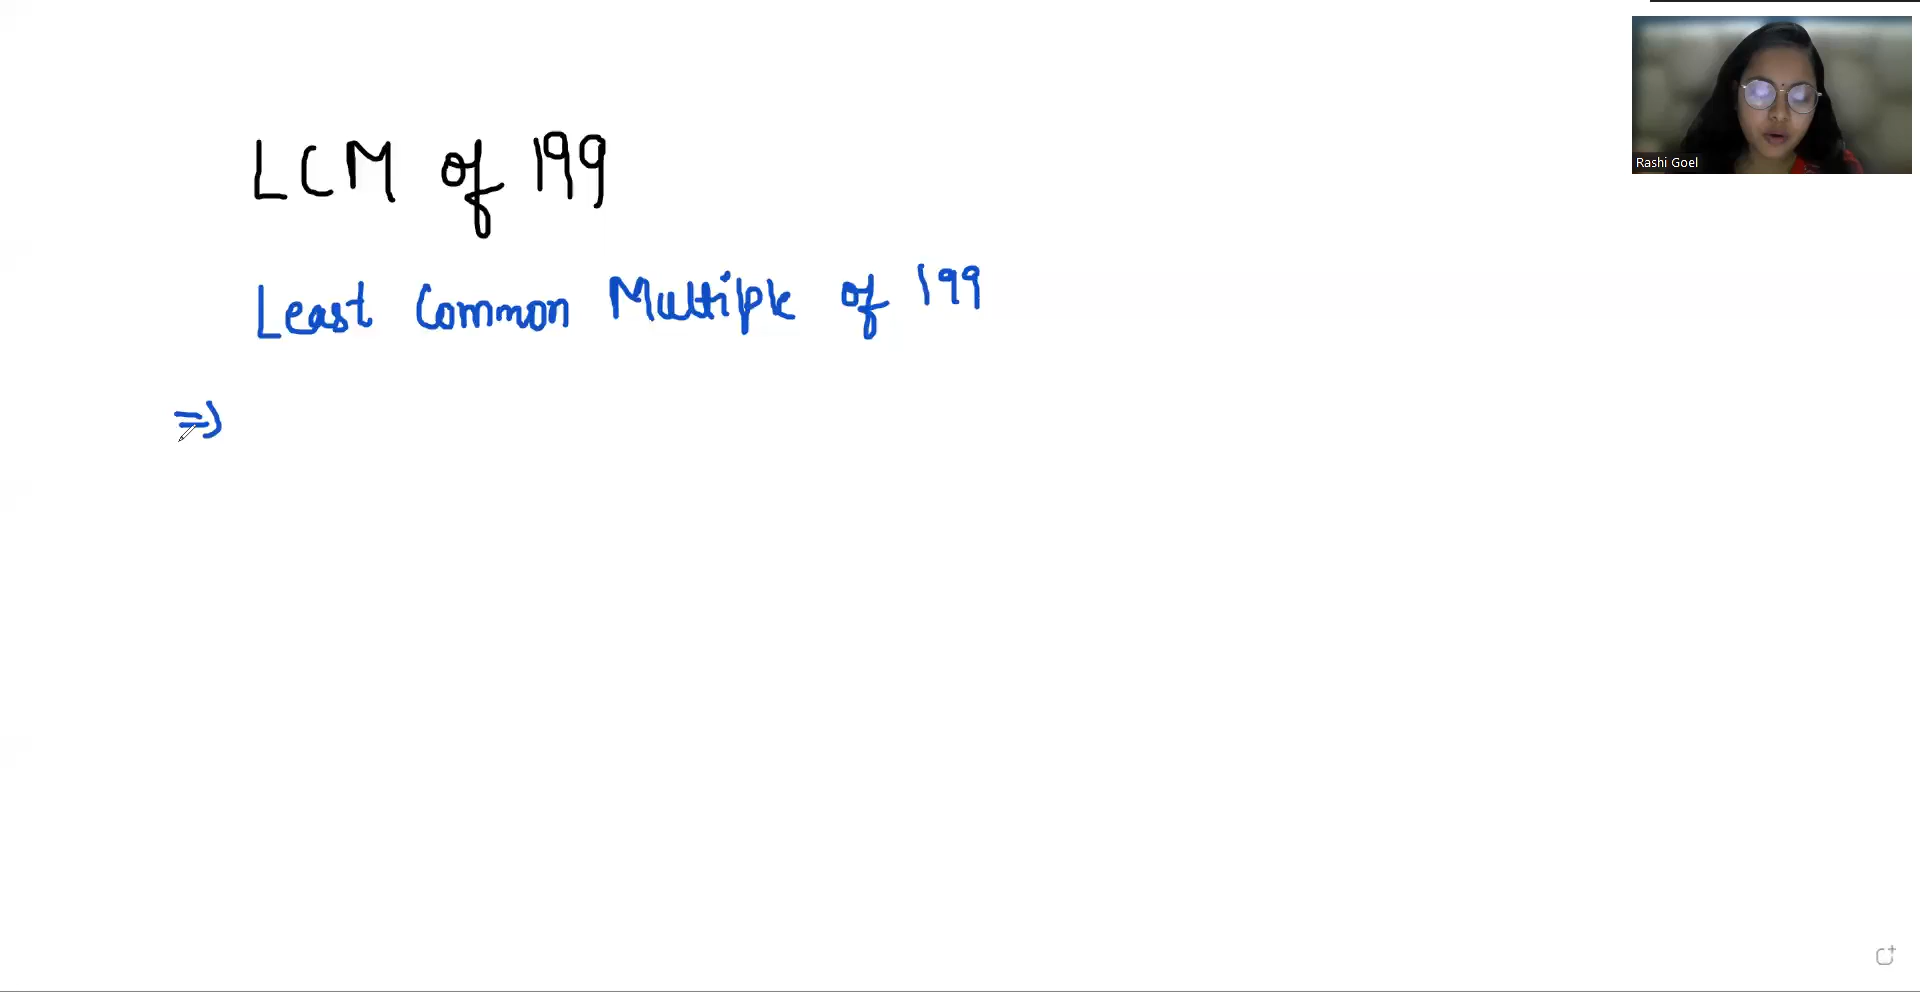 LCM of 199
Rashi Goel
Least Common Multiple of 199
=>